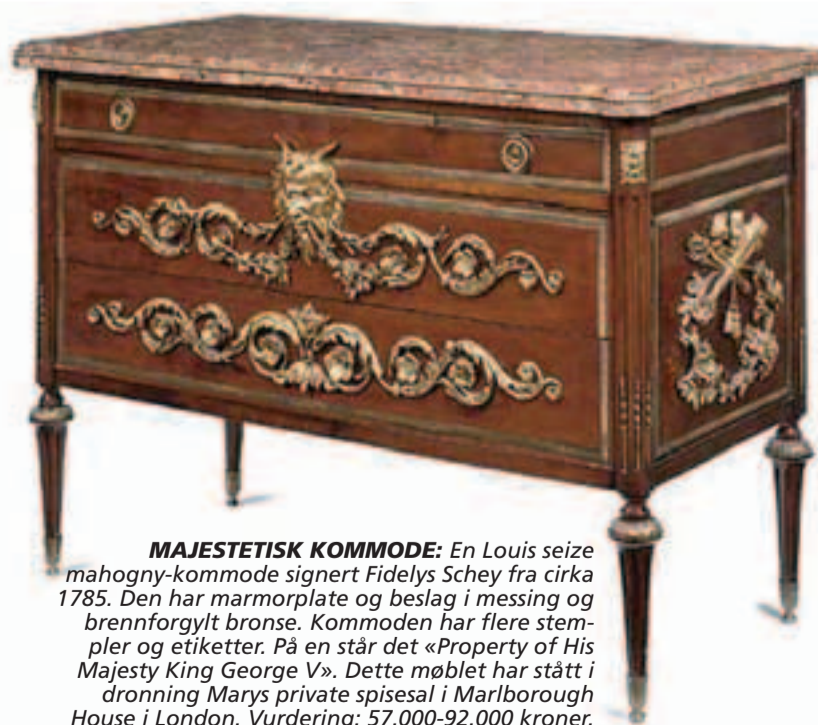 MAJESTETISK KOMMODE: En Louis seize
mahogny-kommode signert Fidelys Schey fra cirka
1785. Den har marmorplate og beslag i messing og
brennforgylt bronse. Kommoden har flere stem-
pler og etiketter. På en står det «Property of His
Majesty King George V». Dette møblet har stått i
dronning Marys private spisesal i Marlborough
House i London. Vurdering: 57.000-92.000 kroner.